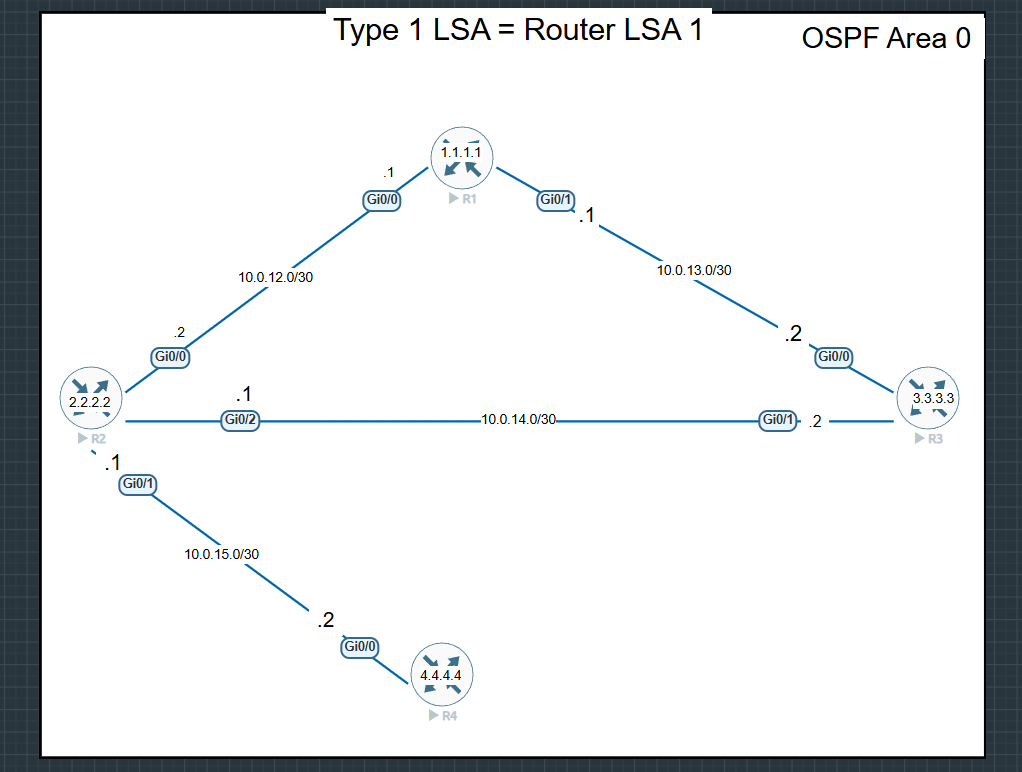 Type 1 LSA = Router LSA 1
OSPF Area 0
1.1.1.1
R1
.1
Gi0/0
Gi0/1
.1
10.0.12.0/30
10.0.13.0/30
.2
Gi0/0
.2
Gi0/0
2.2.2.2
R2
.1
Gi0/2
10.0.14.0/30
Gi0/1
.2
3.3.3.3
R3
.1
Gi0/1
10.0.15.0/30
.2
Gi0/0
4.4.4.4
R4